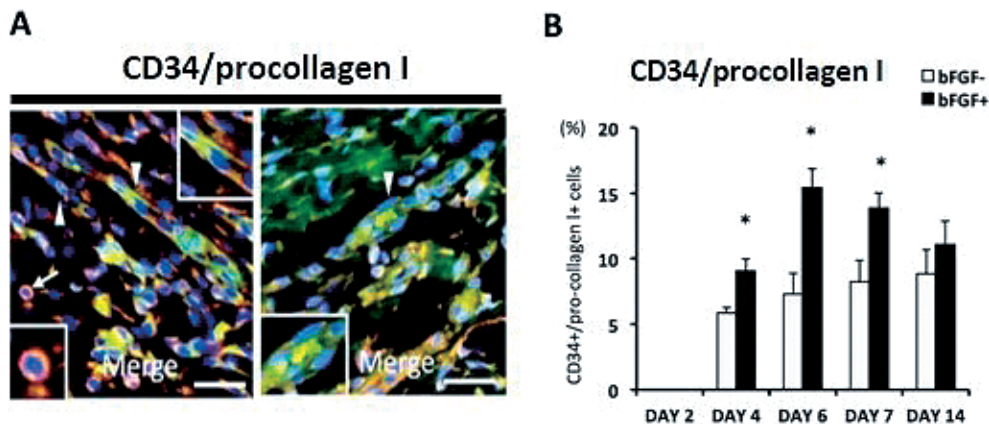 A
CD34/procollagen I
Merge
Merge
B
CD34/procollagen I
bFGF-
bFGF+
(%)
CD34+/pro-collagen I+ cells
20
15
10
5
0
*
*
*
DAY 2 DAY 4 DAY 6 DAY 7 DAY 14